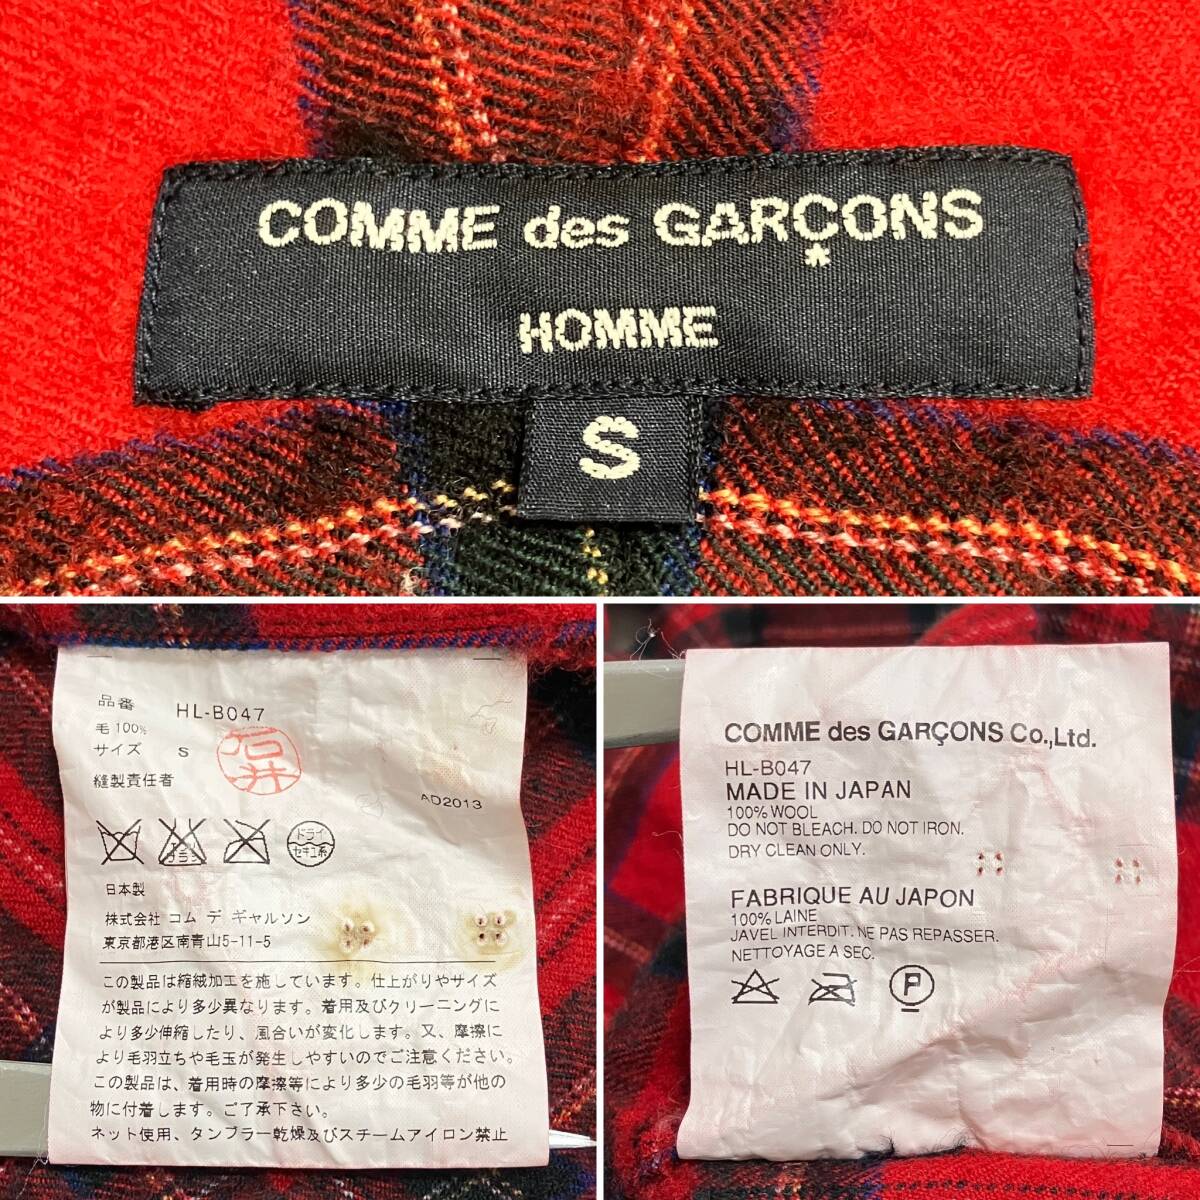 COMME des GARÇONS
*
HOMME
S
品番 HL-B047
毛100%
サイズ S
縫製責任者
石井
AD2013
ドライ
セキユ系
日本製
株式会社 コム デ ギャルソン
東京都港区南青山5-11-5
この製品は縮絨加工を施しています。仕上がりやサイズ
が製品により多少異なります。着用及びクリーニングに
より多少伸縮したり、風合いが変化します。又、摩擦に
より毛羽立ちや毛玉が発生しやすいのでご注意ください。
この製品は、着用時の摩擦等により多少の毛羽等が他の
物に付着します。ご了承下さい。
ネット使用、タンブラー乾燥及びスチームアイロン禁止
COMME des GARÇONS Co.,Ltd.
HL-B047
MADE IN JAPAN
100% WOOL
DO NOT BLEACH. DO NOT IRON.
DRY CLEAN ONLY.
FABRIQUE AU JAPON
100% LAINE
JAVEL INTERDIT. NE PAS REPASSER.
NETTOYAGE A SEC.
P